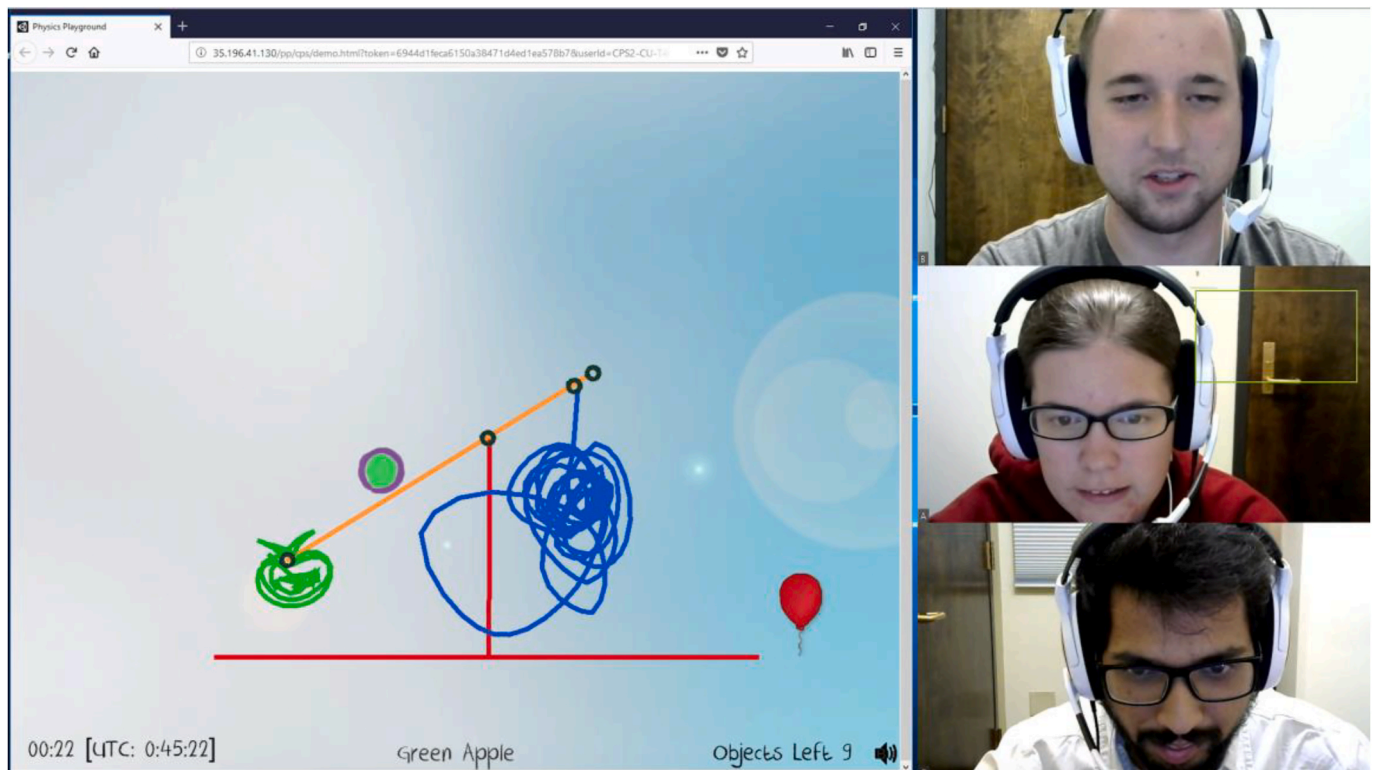 Physics Playground
35.196.41.130/pp/cps/demo.html?token=6944d1feca6150a38471d4ed1ea578b7&userId=CPS2-CU-T4
B
A
00:22 [UTC: 0:45:22]
Green Apple
Objects Left 9